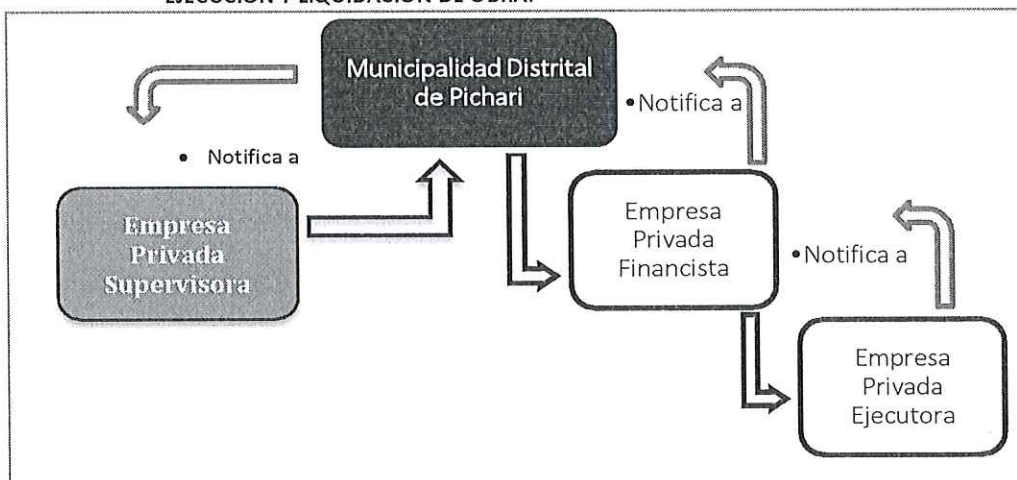 EJECUCIÓN Y LIQUIDACIÓN DE OBRA.
Municipalidad Distrital
de Pichari
• Notifica a
• Notifica a
Empresa
Privada
Supervisora
Empresa
Privada
Financista
• Notifica a
Empresa
Privada
Ejecutora